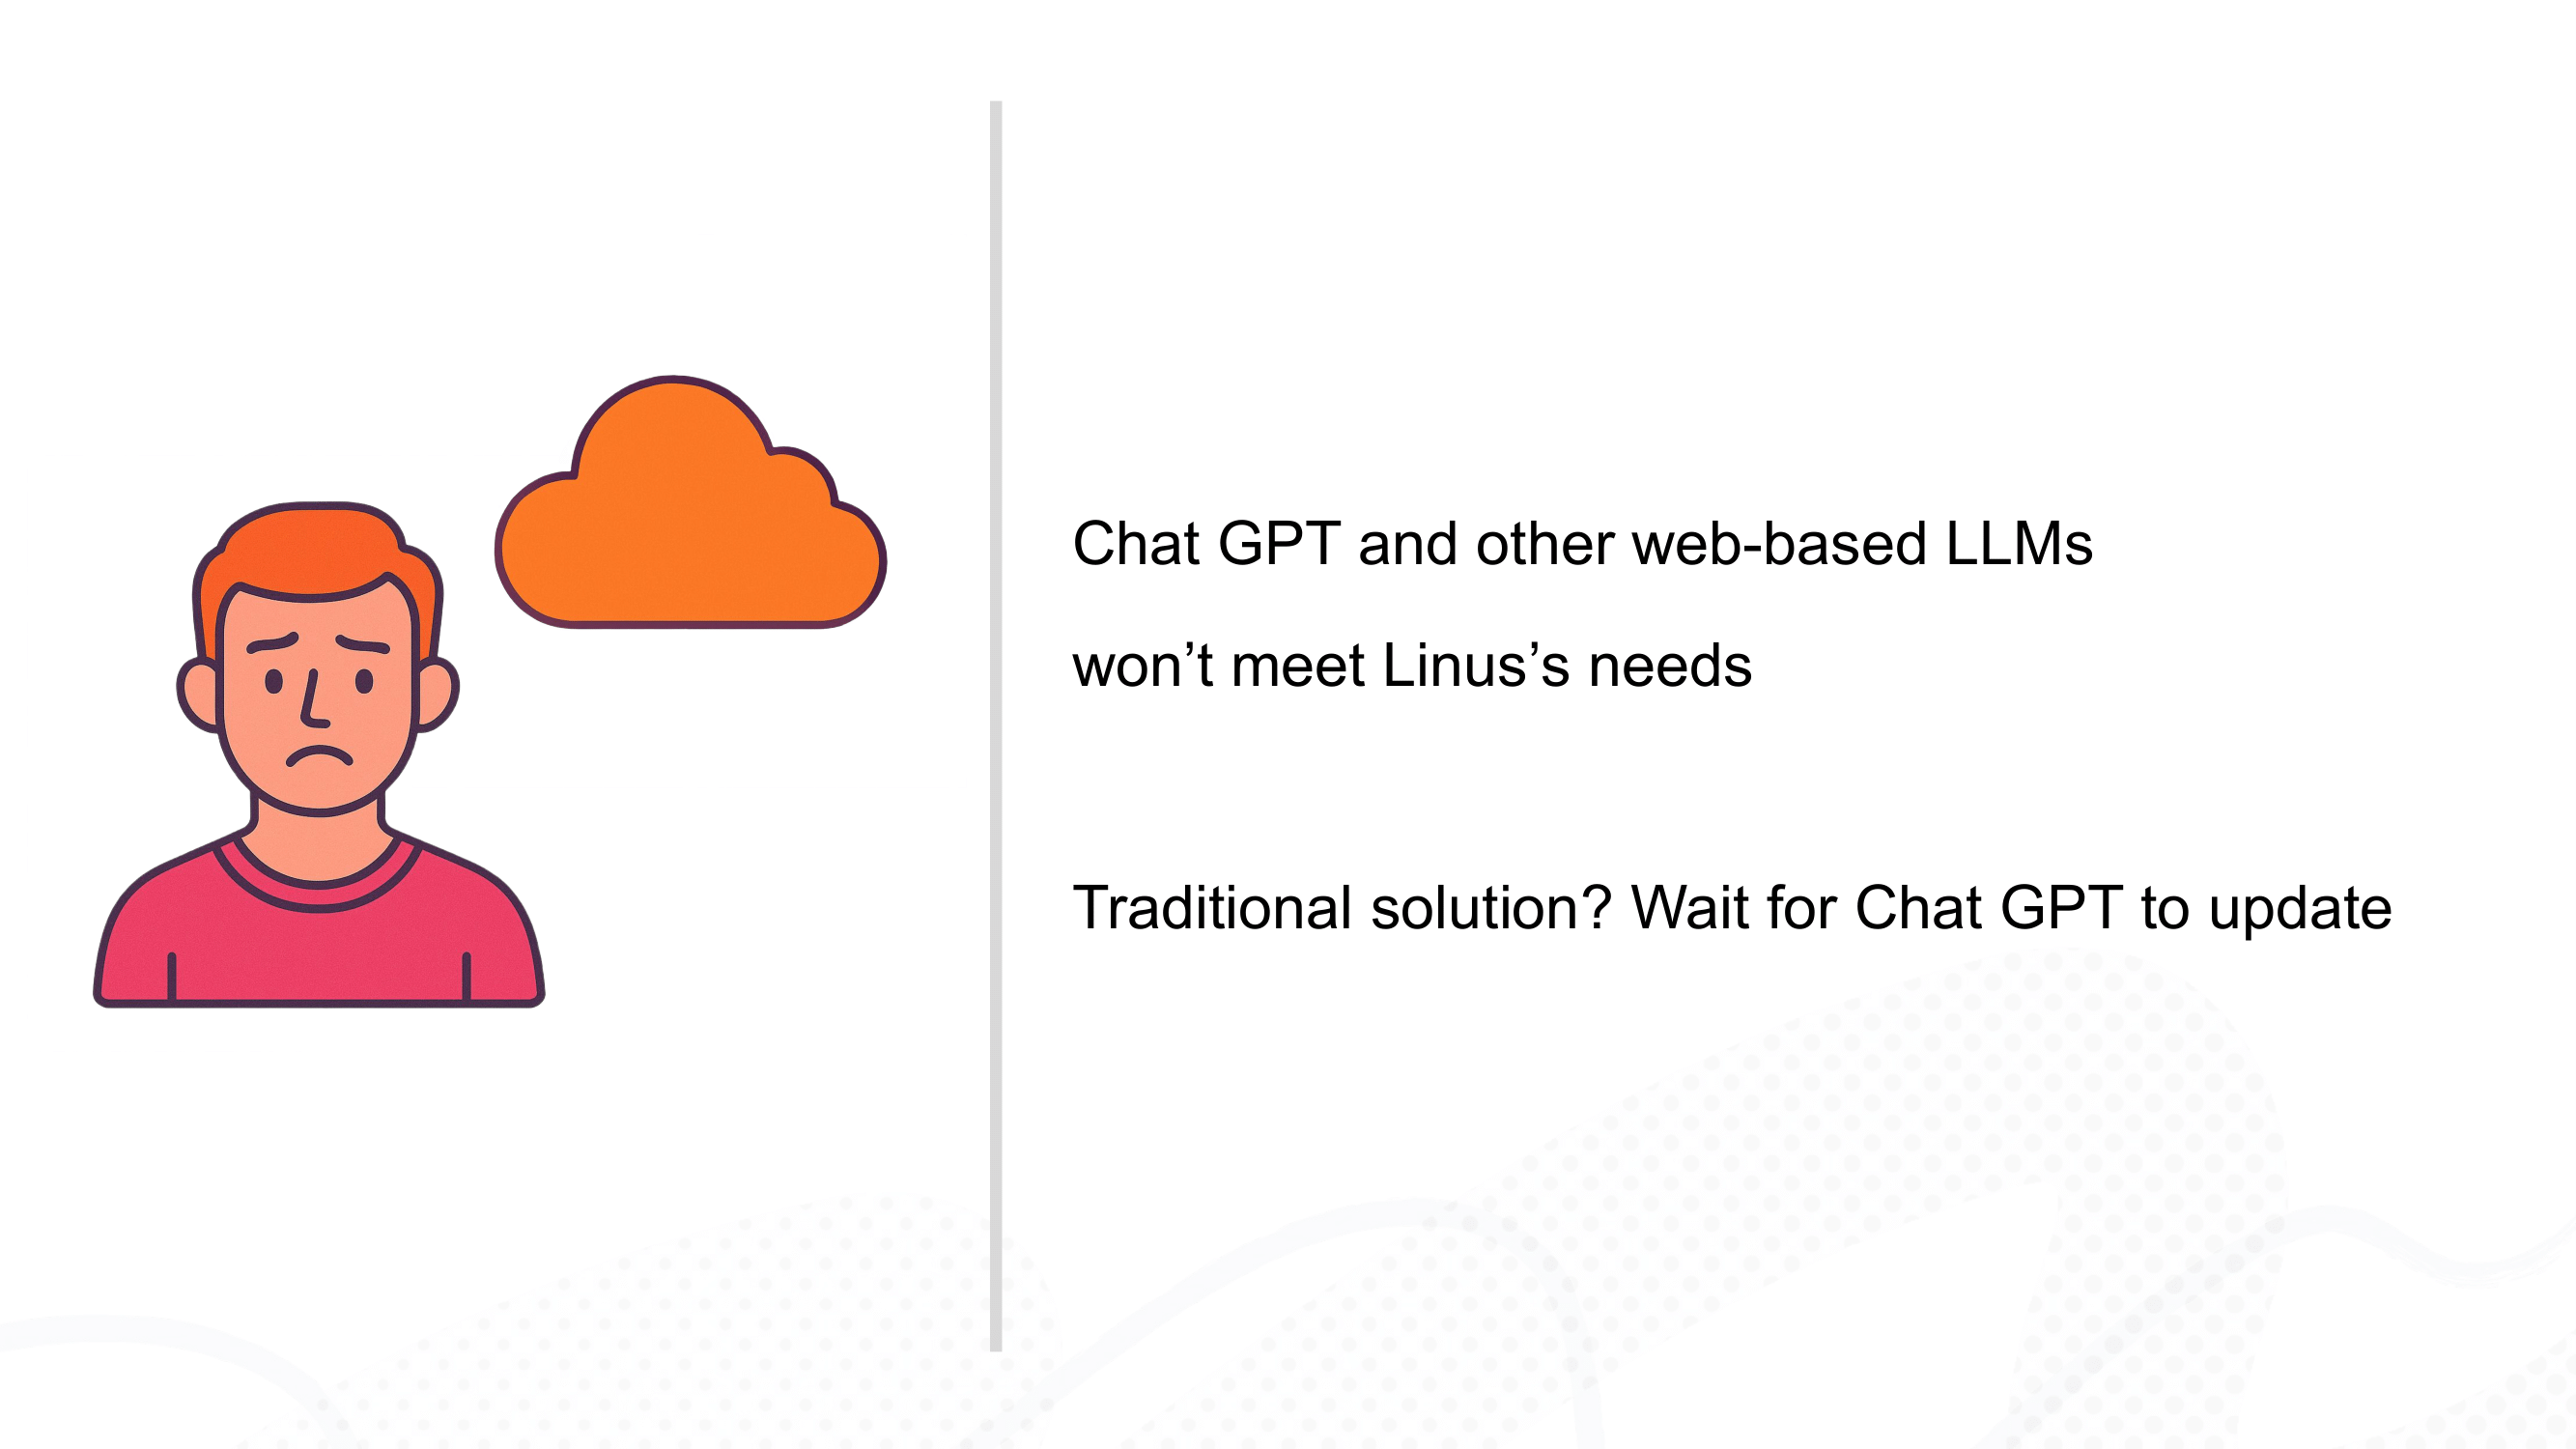 Chat GPT and other web-based LLMs
won’t meet Linus’s needs
Traditional solution? Wait for Chat GPT to update